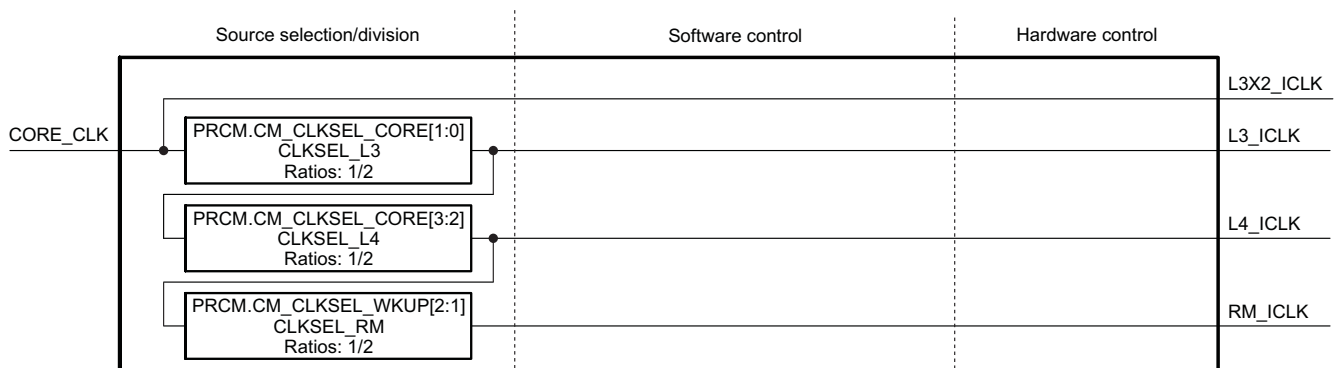 Source selection/division
Software control
Hardware control
L3X2_ICLK
CORE_CLK
PRCM.CM_CLKSEL_CORE[1:0]
CLKSEL_L3
Ratios: 1/2
L3_ICLK
PRCM.CM_CLKSEL_CORE[3:2]
CLKSEL_L4
Ratios: 1/2
L4_ICLK
PRCM.CM_CLKSEL_WKUP[2:1]
CLKSEL_RM
Ratios: 1/2
RM_ICLK